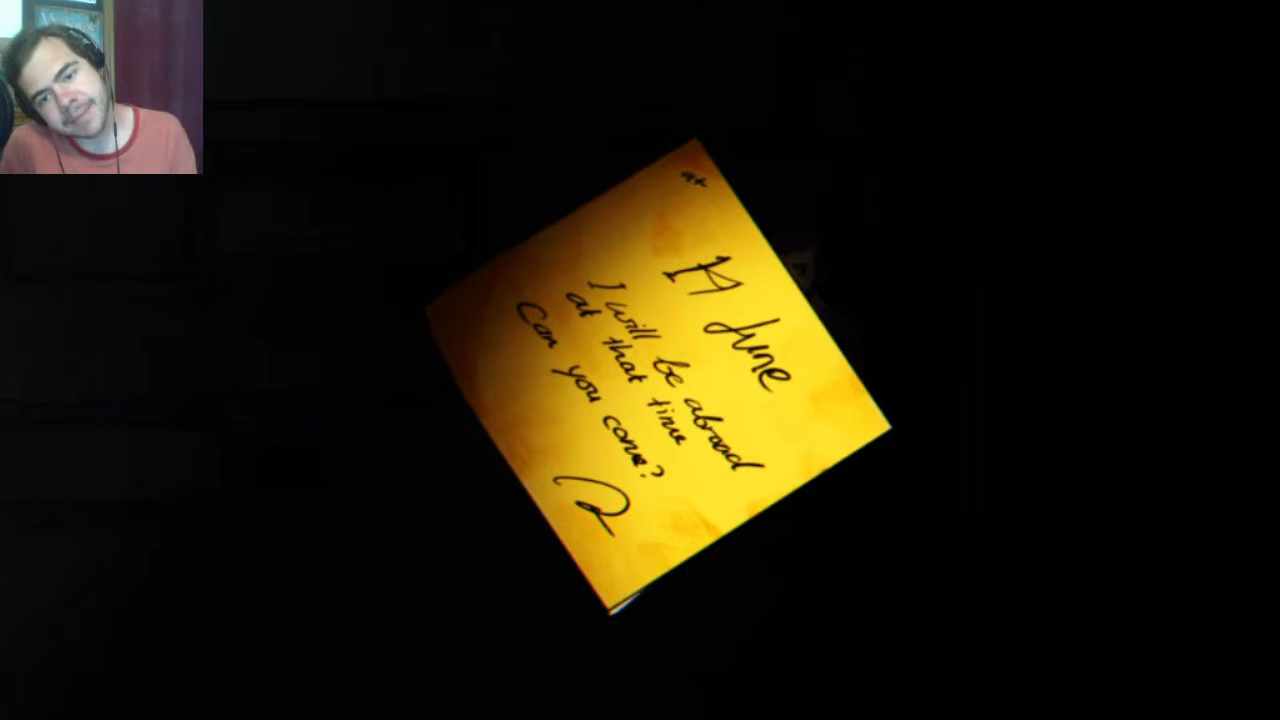 at
14 June
I will be abroad
at that time
Can you come?